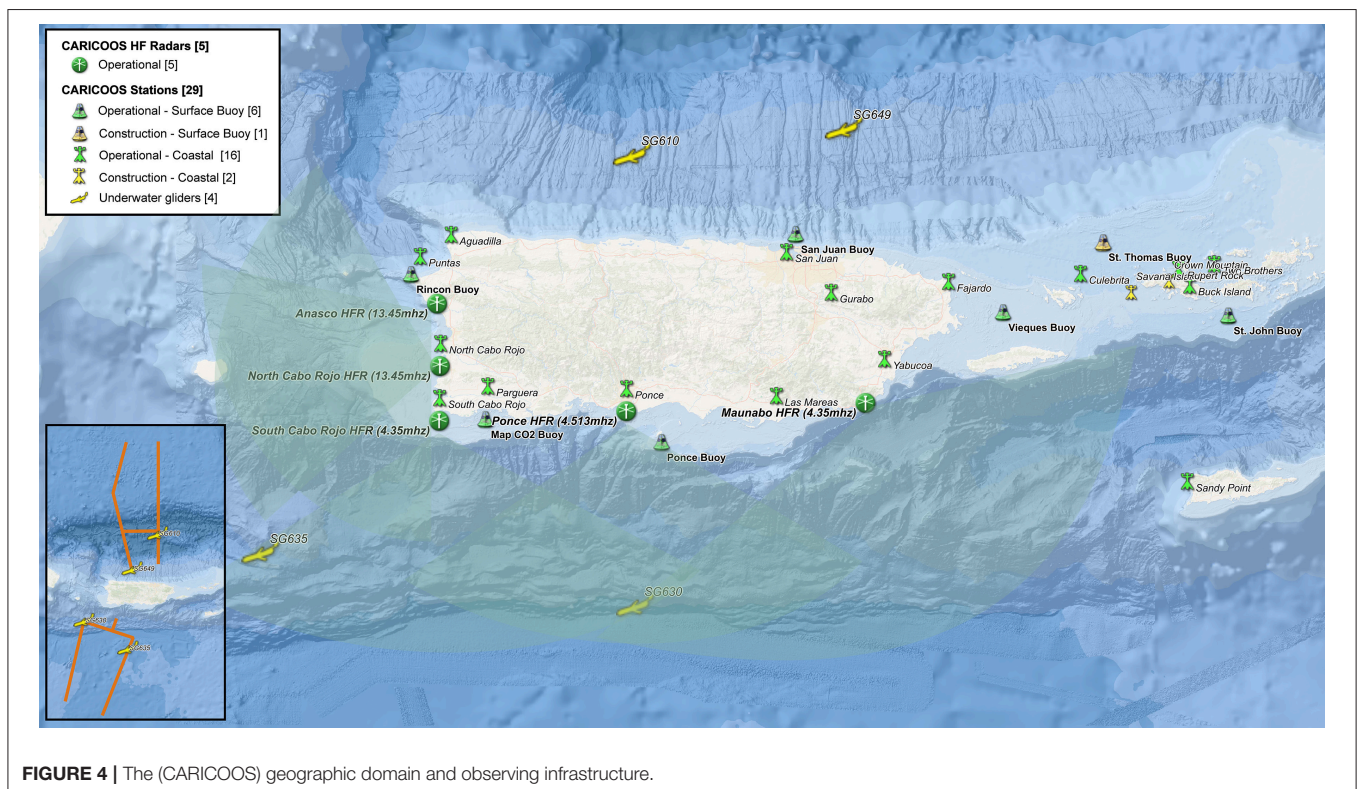 CARICOOS HF Radars [5]
Operational [5]
CARICOOS Stations [29]
Operational - Surface Buoy [6]
Construction - Surface Buoy [1]
Operational - Coastal [16]
Construction - Coastal [2]
Underwater gliders [4]
SG649
SG610
Aguadilla
San Juan Buoy
San Juan
Puntas
St. Thomas Buoy
Crown Mountain
Two Brothers
Savana
Rupert Rock
Culebrita
Fajardo
Buck Island
Rincon Buoy
Gurabo
Anasco HFR (13.45mhz)
Vieques Buoy
St. John Buoy
North Cabo Rojo
Yabucoa
North Cabo Rojo HFR (13.45mhz)
Parguera
Ponce
Las Mareas
South Cabo Rojo
Maunabo HFR (4.35mhz)
Ponce HFR (4.513mhz)
South Cabo Rojo HFR (4.35mhz)
Map CO2 Buoy
Ponce Buoy
Sandy Point
SG635
SG630
SG649
SG635
FIGURE 4 | The (CARICOOS) geographic domain and observing infrastructure.